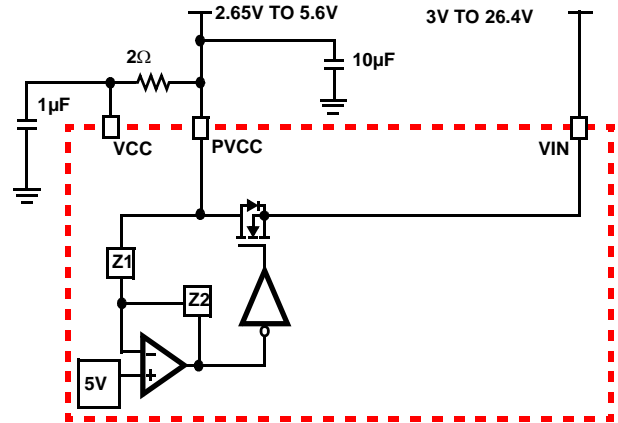 2.65V TO 5.6V
3V TO 26.4V
2Ω
10µF
1µF
VCC
PVCC
VIN
Z1
Z2
5V